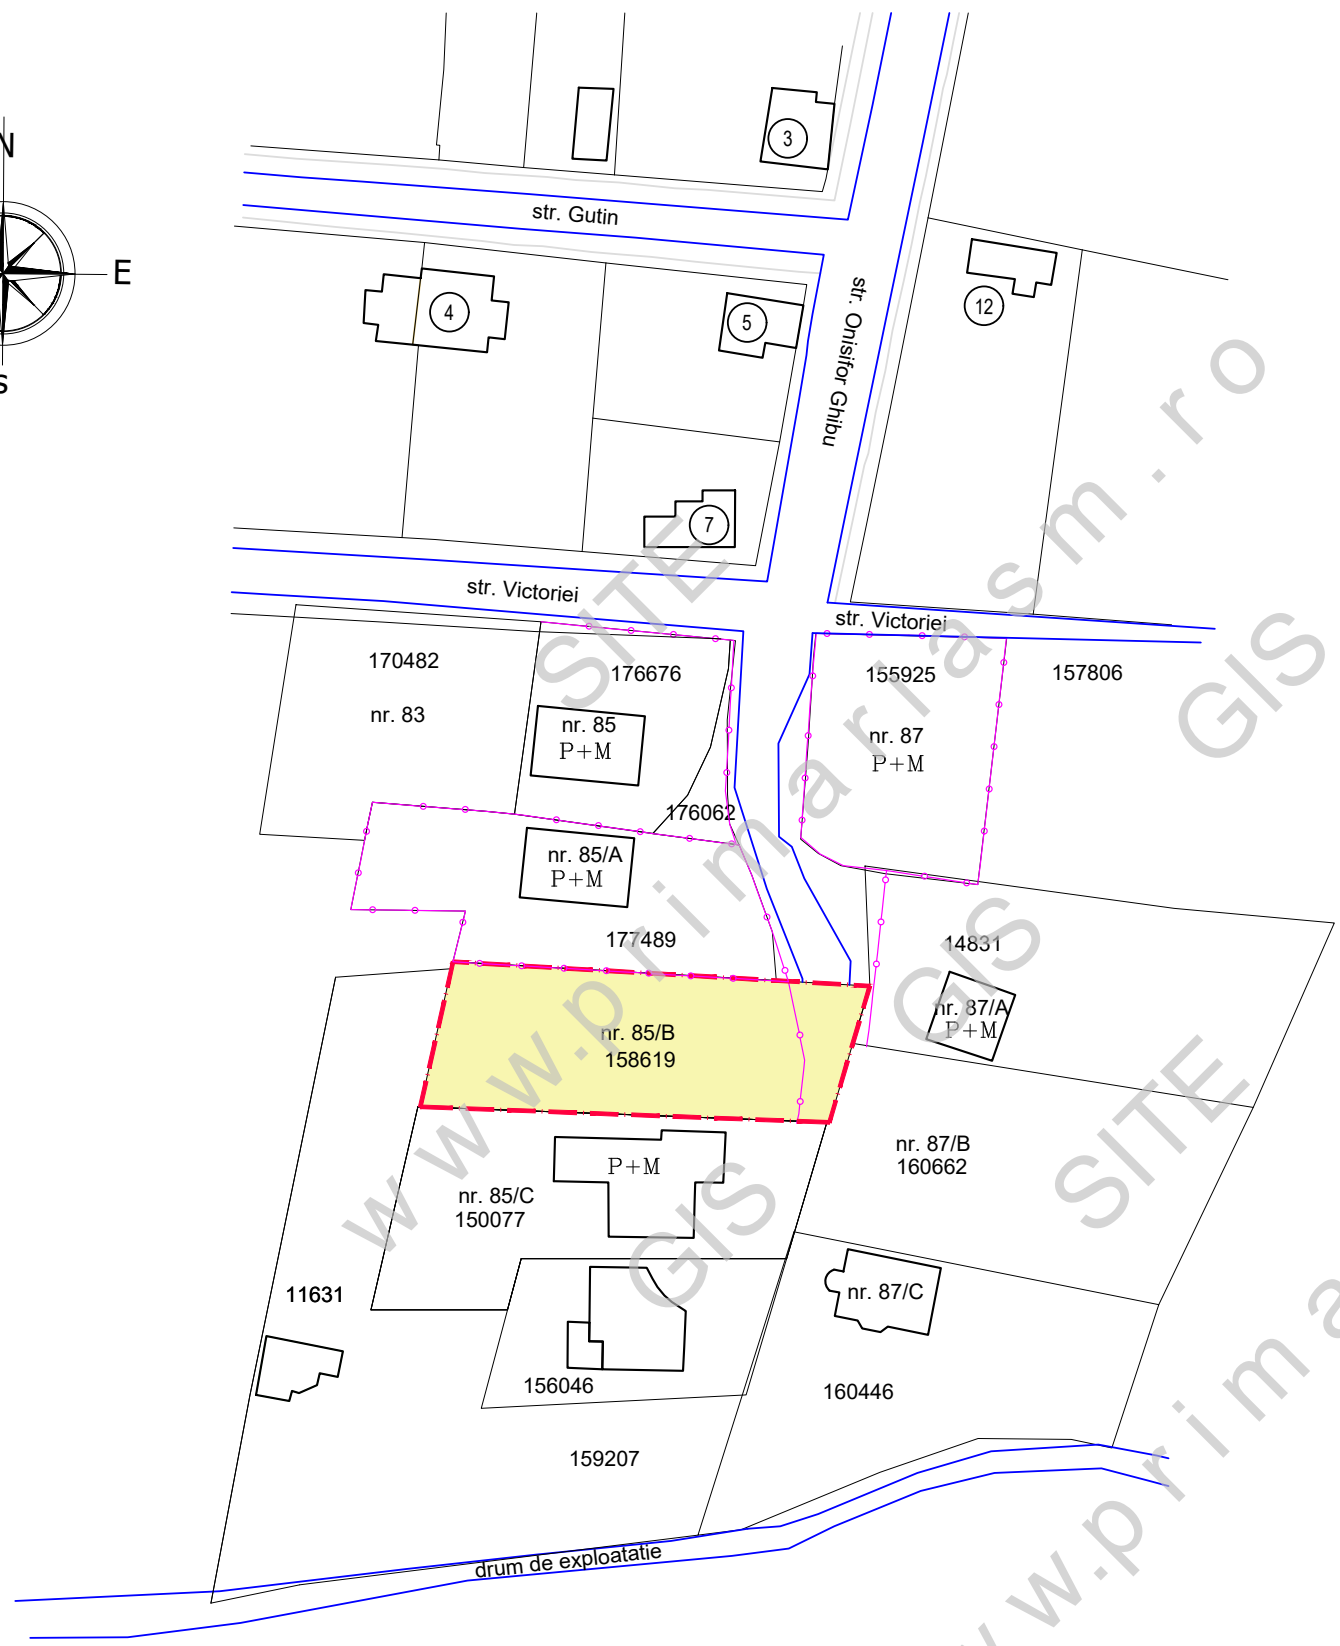 N
E
S
3
str. Gutin
4
5
str. Onisifor Ghibu
12
7
str. Victoriei
str. Victoriei
170482
nr. 83
176676
nr. 85
P+M
176062
155925
nr. 87
P+M
157806
nr. 85/A
P+M
177489
14831
nr. 87/A
P+M
nr. 85/B
158619
nr. 87/B
160662
P+M
nr. 85/C
150077
11631
nr. 87/C
156046
160446
159207
drum de exploatatie
SITE
www.primariasm.ro
GIS
GIS
SITE
GIS
w.prima